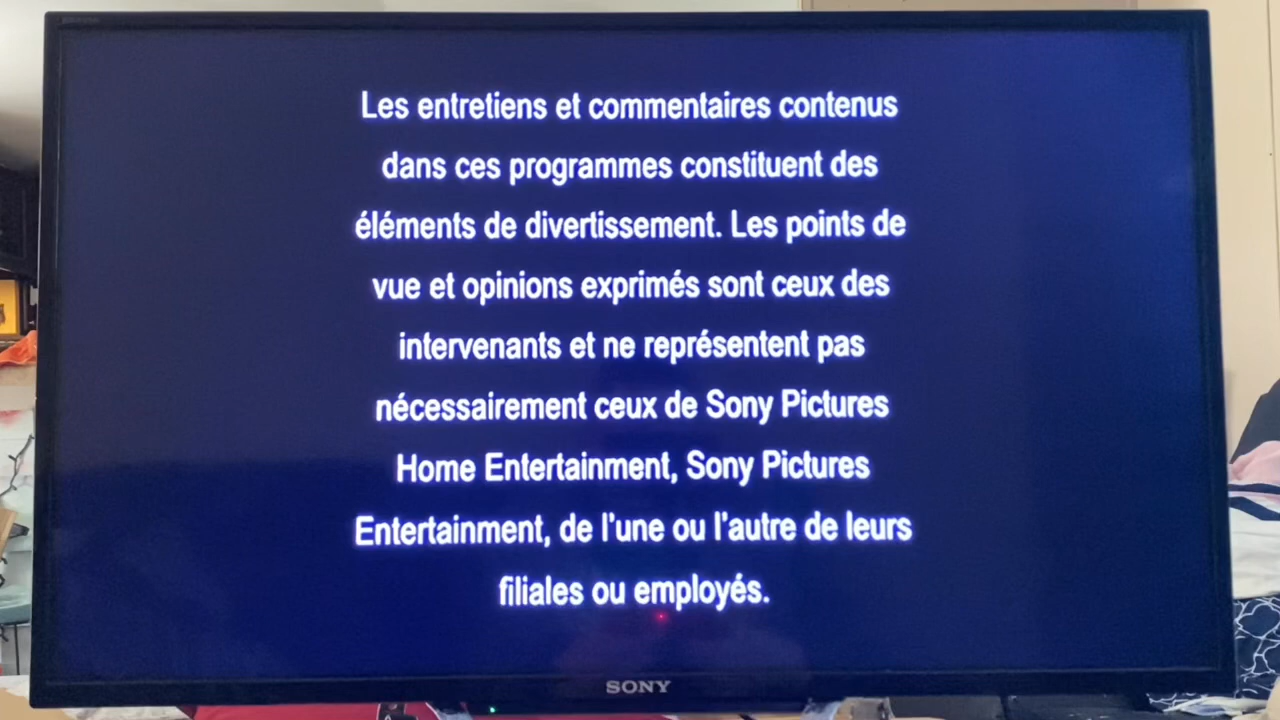 Les entretiens et commentaires contenus
dans ces programmes constituent des
éléments de divertissement. Les points de
vue et opinions exprimés sont ceux des
intervenants et ne représentent pas
nécessairement ceux de Sony Pictures
Home Entertainment, Sony Pictures
Entertainment, de l'une ou l'autre de leurs
filiales ou employés.
SONY